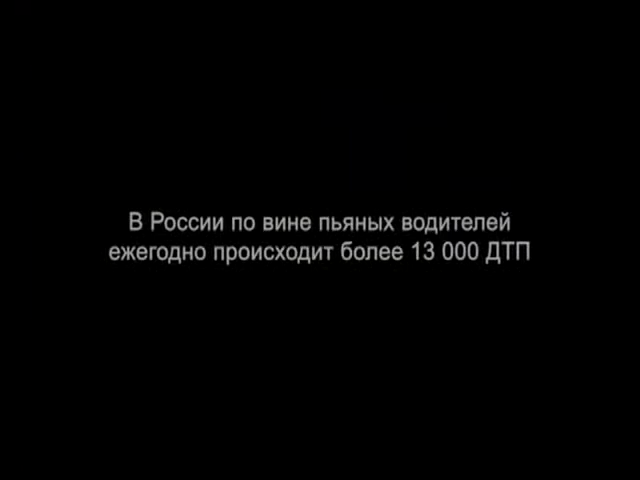 В России по вине пьяных водителей
ежегодно происходит более 13 000 ДТП